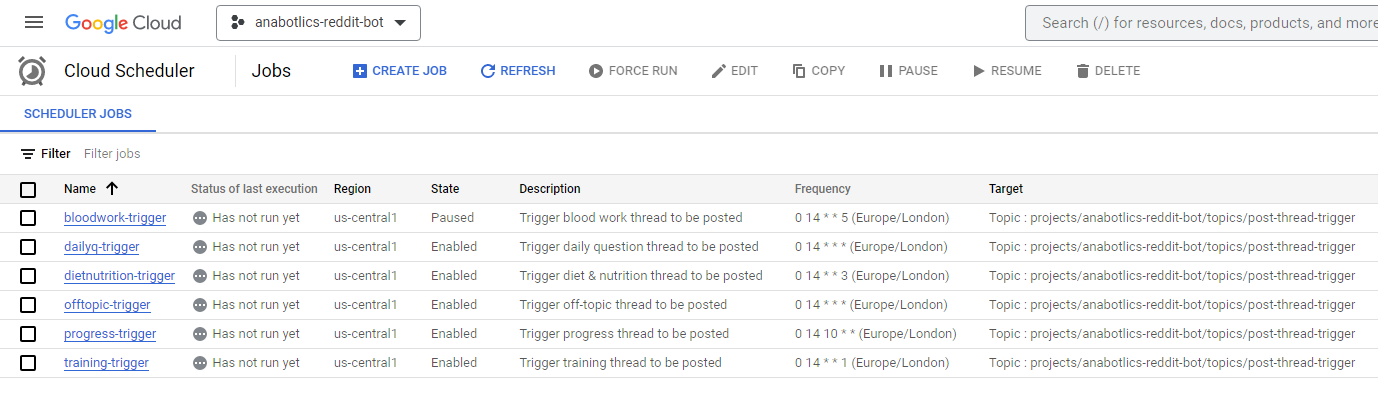 Google Cloud anabotlics-reddit-bot Search (/) for resources, docs, products, and more
Cloud Scheduler Jobs CREATE JOB REFRESH FORCE RUN EDIT COPY PAUSE RESUME DELETE
SCHEDULER JOBS
Filter Filter jobs
Name Status of last execution Region State Description Frequency Target
bloodwork-trigger Has not run yet us-central1 Paused Trigger blood work thread to be posted 0 14 * * 5 (Europe/London) Topic : projects/anabotlics-reddit-bot/topics/post-thread-trigger
dailyq-trigger Has not run yet us-central1 Enabled Trigger daily question thread to be posted 0 14 * * * (Europe/London) Topic : projects/anabotlics-reddit-bot/topics/post-thread-trigger
dietnutrition-trigger Has not run yet us-central1 Enabled Trigger diet & nutrition thread to be posted 0 14 * * 3 (Europe/London) Topic : projects/anabotlics-reddit-bot/topics/post-thread-trigger
offtopic-trigger Has not run yet us-central1 Enabled Trigger off-topic thread to be posted 0 14 * * * (Europe/London) Topic : projects/anabotlics-reddit-bot/topics/post-thread-trigger
progress-trigger Has not run yet us-central1 Enabled Trigger progress thread to be posted 0 14 10 * * (Europe/London) Topic : projects/anabotlics-reddit-bot/topics/post-thread-trigger
training-trigger Has not run yet us-central1 Enabled Trigger training thread to be posted 0 14 * * 1 (Europe/London) Topic : projects/anabotlics-reddit-bot/topics/post-thread-trigger